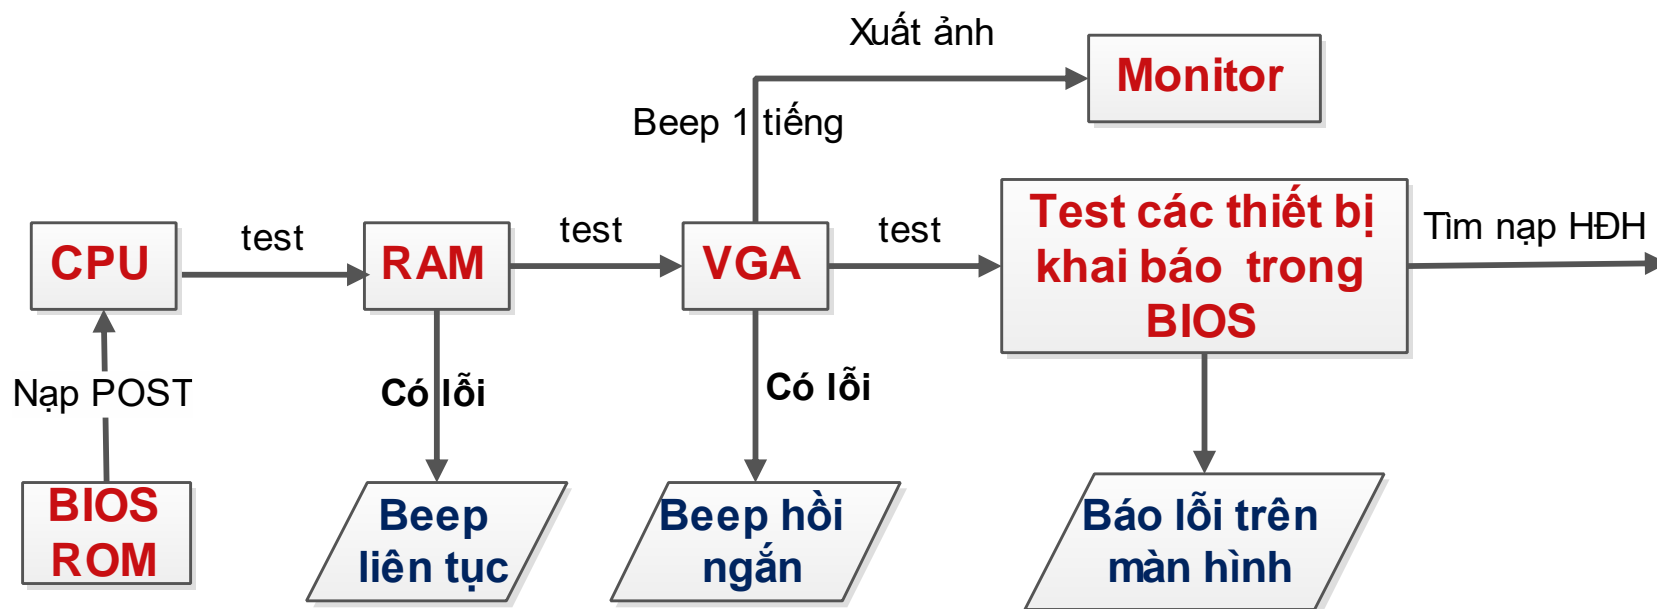 Xuất ảnh
Monitor
Beep 1 tiếng
CPU
test
RAM
test
VGA
test
Test các thiết bị
khai báo trong
BIOS
Tìm nạp HĐH
Nạp POST
Có lỗi
Có lỗi
BIOS
ROM
Beep
liên tục
Beep hồi
ngắn
Báo lỗi trên
màn hình